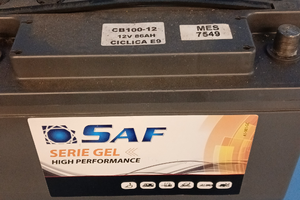 CB100-12
12V 86AH
CICLICA E9
MES
7549
SAF
SERIE GEL
HIGH PERFORMANCE